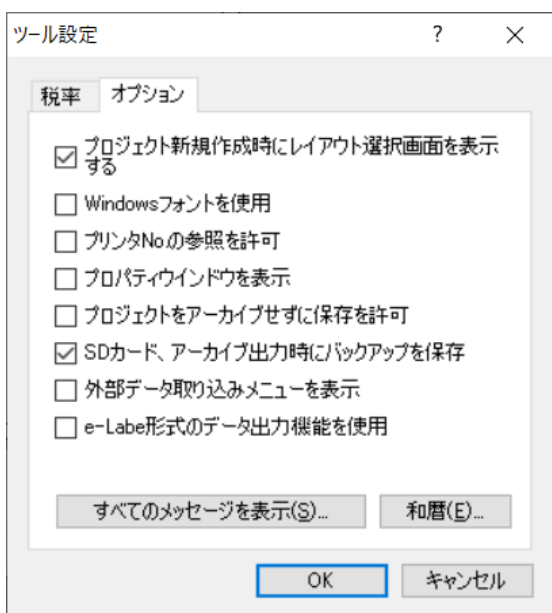 ツール設定
?
税率 オプション
プロジェクト新規作成時にレイアウト選択画面を表示
する
Windowsフォントを使用
プリンタNo.の参照を許可
プロパティウインドウを表示
プロジェクトをアーカイブせずに保存を許可
SDカード、アーカイブ出力時にバックアップを保存
外部データ取り込みメニューを表示
e-Labe形式のデータ出力機能を使用
すべてのメッセージを表示(S)... 和暦(E)...
OK キャンセル